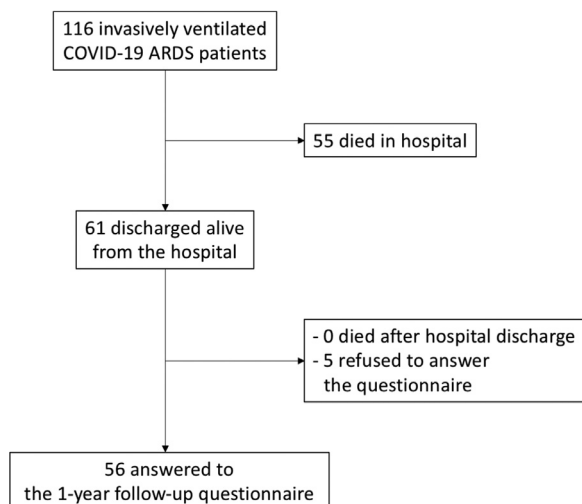 116 invasively ventilated
COVID-19 ARDS patients
55 died in hospital
61 discharged alive
from the hospital
- 0 died after hospital discharge
- 5 refused to answer
the questionnaire
56 answered to
the 1-year follow-up questionnaire